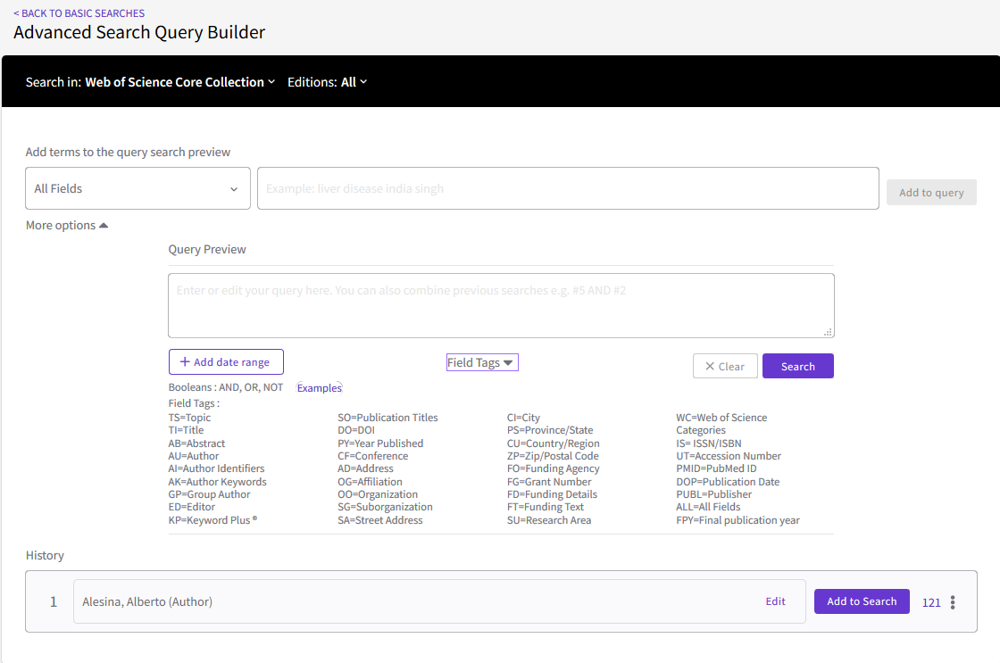 < BACK TO BASIC SEARCHES
Advanced Search Query Builder
Search in: Web of Science Core Collection Editions: All
Add terms to the query search preview
All Fields
Example: liver disease india singh
Add to query
More options
Query Preview
Enter or edit your query here. You can also combine previous searches e.g. #5 AND #2
+ Add date range
Field Tags
× Clear
Search
Booleans : AND, OR, NOT Examples
Field Tags :
TS=Topic
TI=Title
AB=Abstract
AU=Author
AI=Author Identifiers
AK=Author Keywords
GP=Group Author
ED=Editor
KP=Keyword Plus ®
SO=Publication Titles
DO=DOI
PY=Year Published
CF=Conference
AD=Address
OG=Affiliation
OO=Organization
SG=Suborganization
SA=Street Address
CI=City
PS=Province/State
CU=Country/Region
ZP=Zip/Postal Code
FO=Funding Agency
FG=Grant Number
FD=Funding Details
FT=Funding Text
SU=Research Area
WC=Web of Science
Categories
IS= ISSN/ISBN
UT=Accession Number
PMID=PubMed ID
DOP=Publication Date
PUBL=Publisher
ALL=All Fields
FPY=Final publication year
History
1 Alesina, Alberto (Author) Edit Add to Search 121